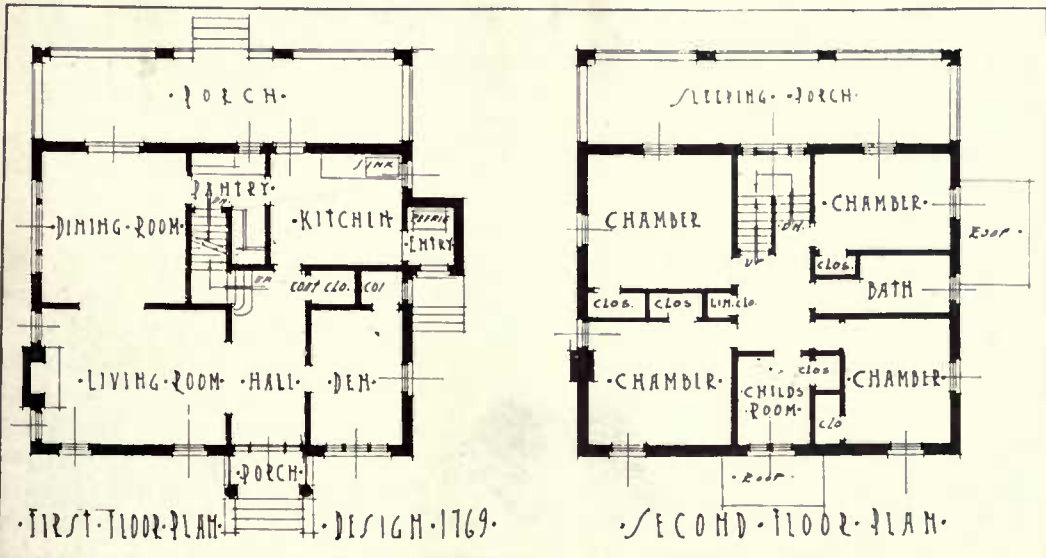 ·PORCH·
SINK
PANTRY·
DN.
·DINING·ROOM·
·KITCHEN
REFRIG
ENTRY·
DN
COAT CLO.
·LIVING·ROOM·
·HALL·
·DEN·
·PORCH·
·FIRST·FLOOR·PLAN·
·DESIGN·1769·
SLEEPING··PORCH·
CHAMBER
·CHAMBER·
·DN.
UP
ROOF·
CLOS.
BATH
CLOS.
CLOS
LIN.CLO.
·CHAMBER·
·CHILDS
ROOM·
CLOS
CLO
·CHAMBER·
·ROOF·
·SECOND·FLOOR·PLAN·